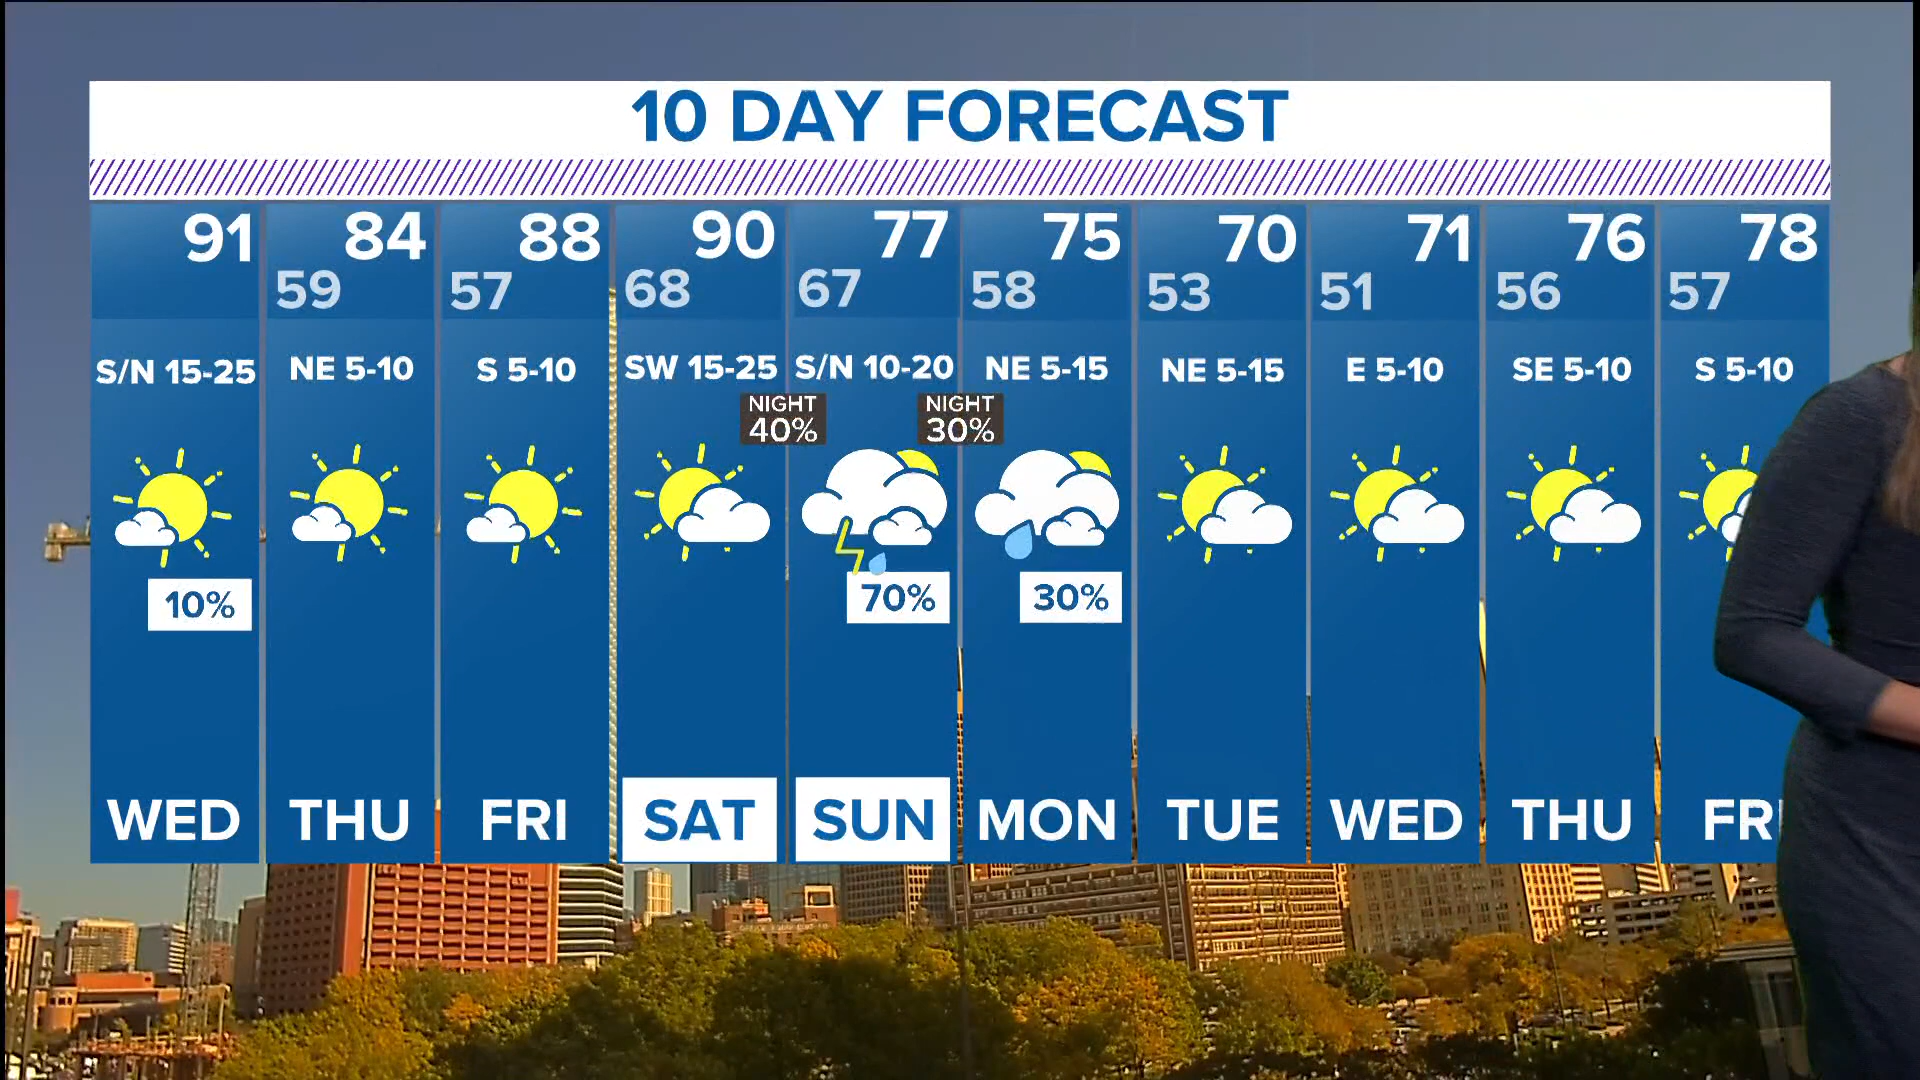 10 DAY FORECAST
91 84 88 90 77 75 70 71 76 78
59 57 68 67 58 53 51 56 57
S/N 15-25 NE 5-10 S 5-10 SW 15-25 S/N 10-20 NE 5-15 NE 5-15 E 5-10 SE 5-10 S 5-10
NIGHT NIGHT
40% 30%
10% 70% 30%
WED THU FRI SAT SUN MON TUE WED THU FRI